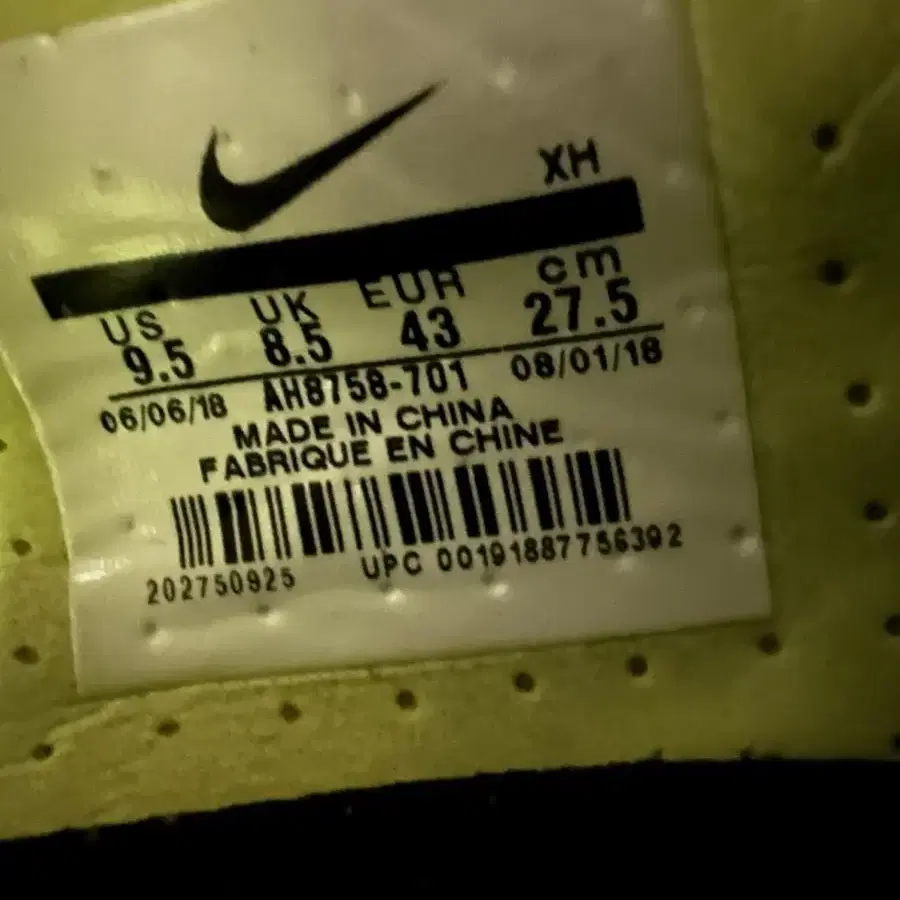 XH
US UK EUR cm
9.5 8.5 43 27.5
06/06/18 AH8758-701 08/01/18
MADE IN CHINA
FABRIQUE EN CHINE
202750925 UPC 00191887756392